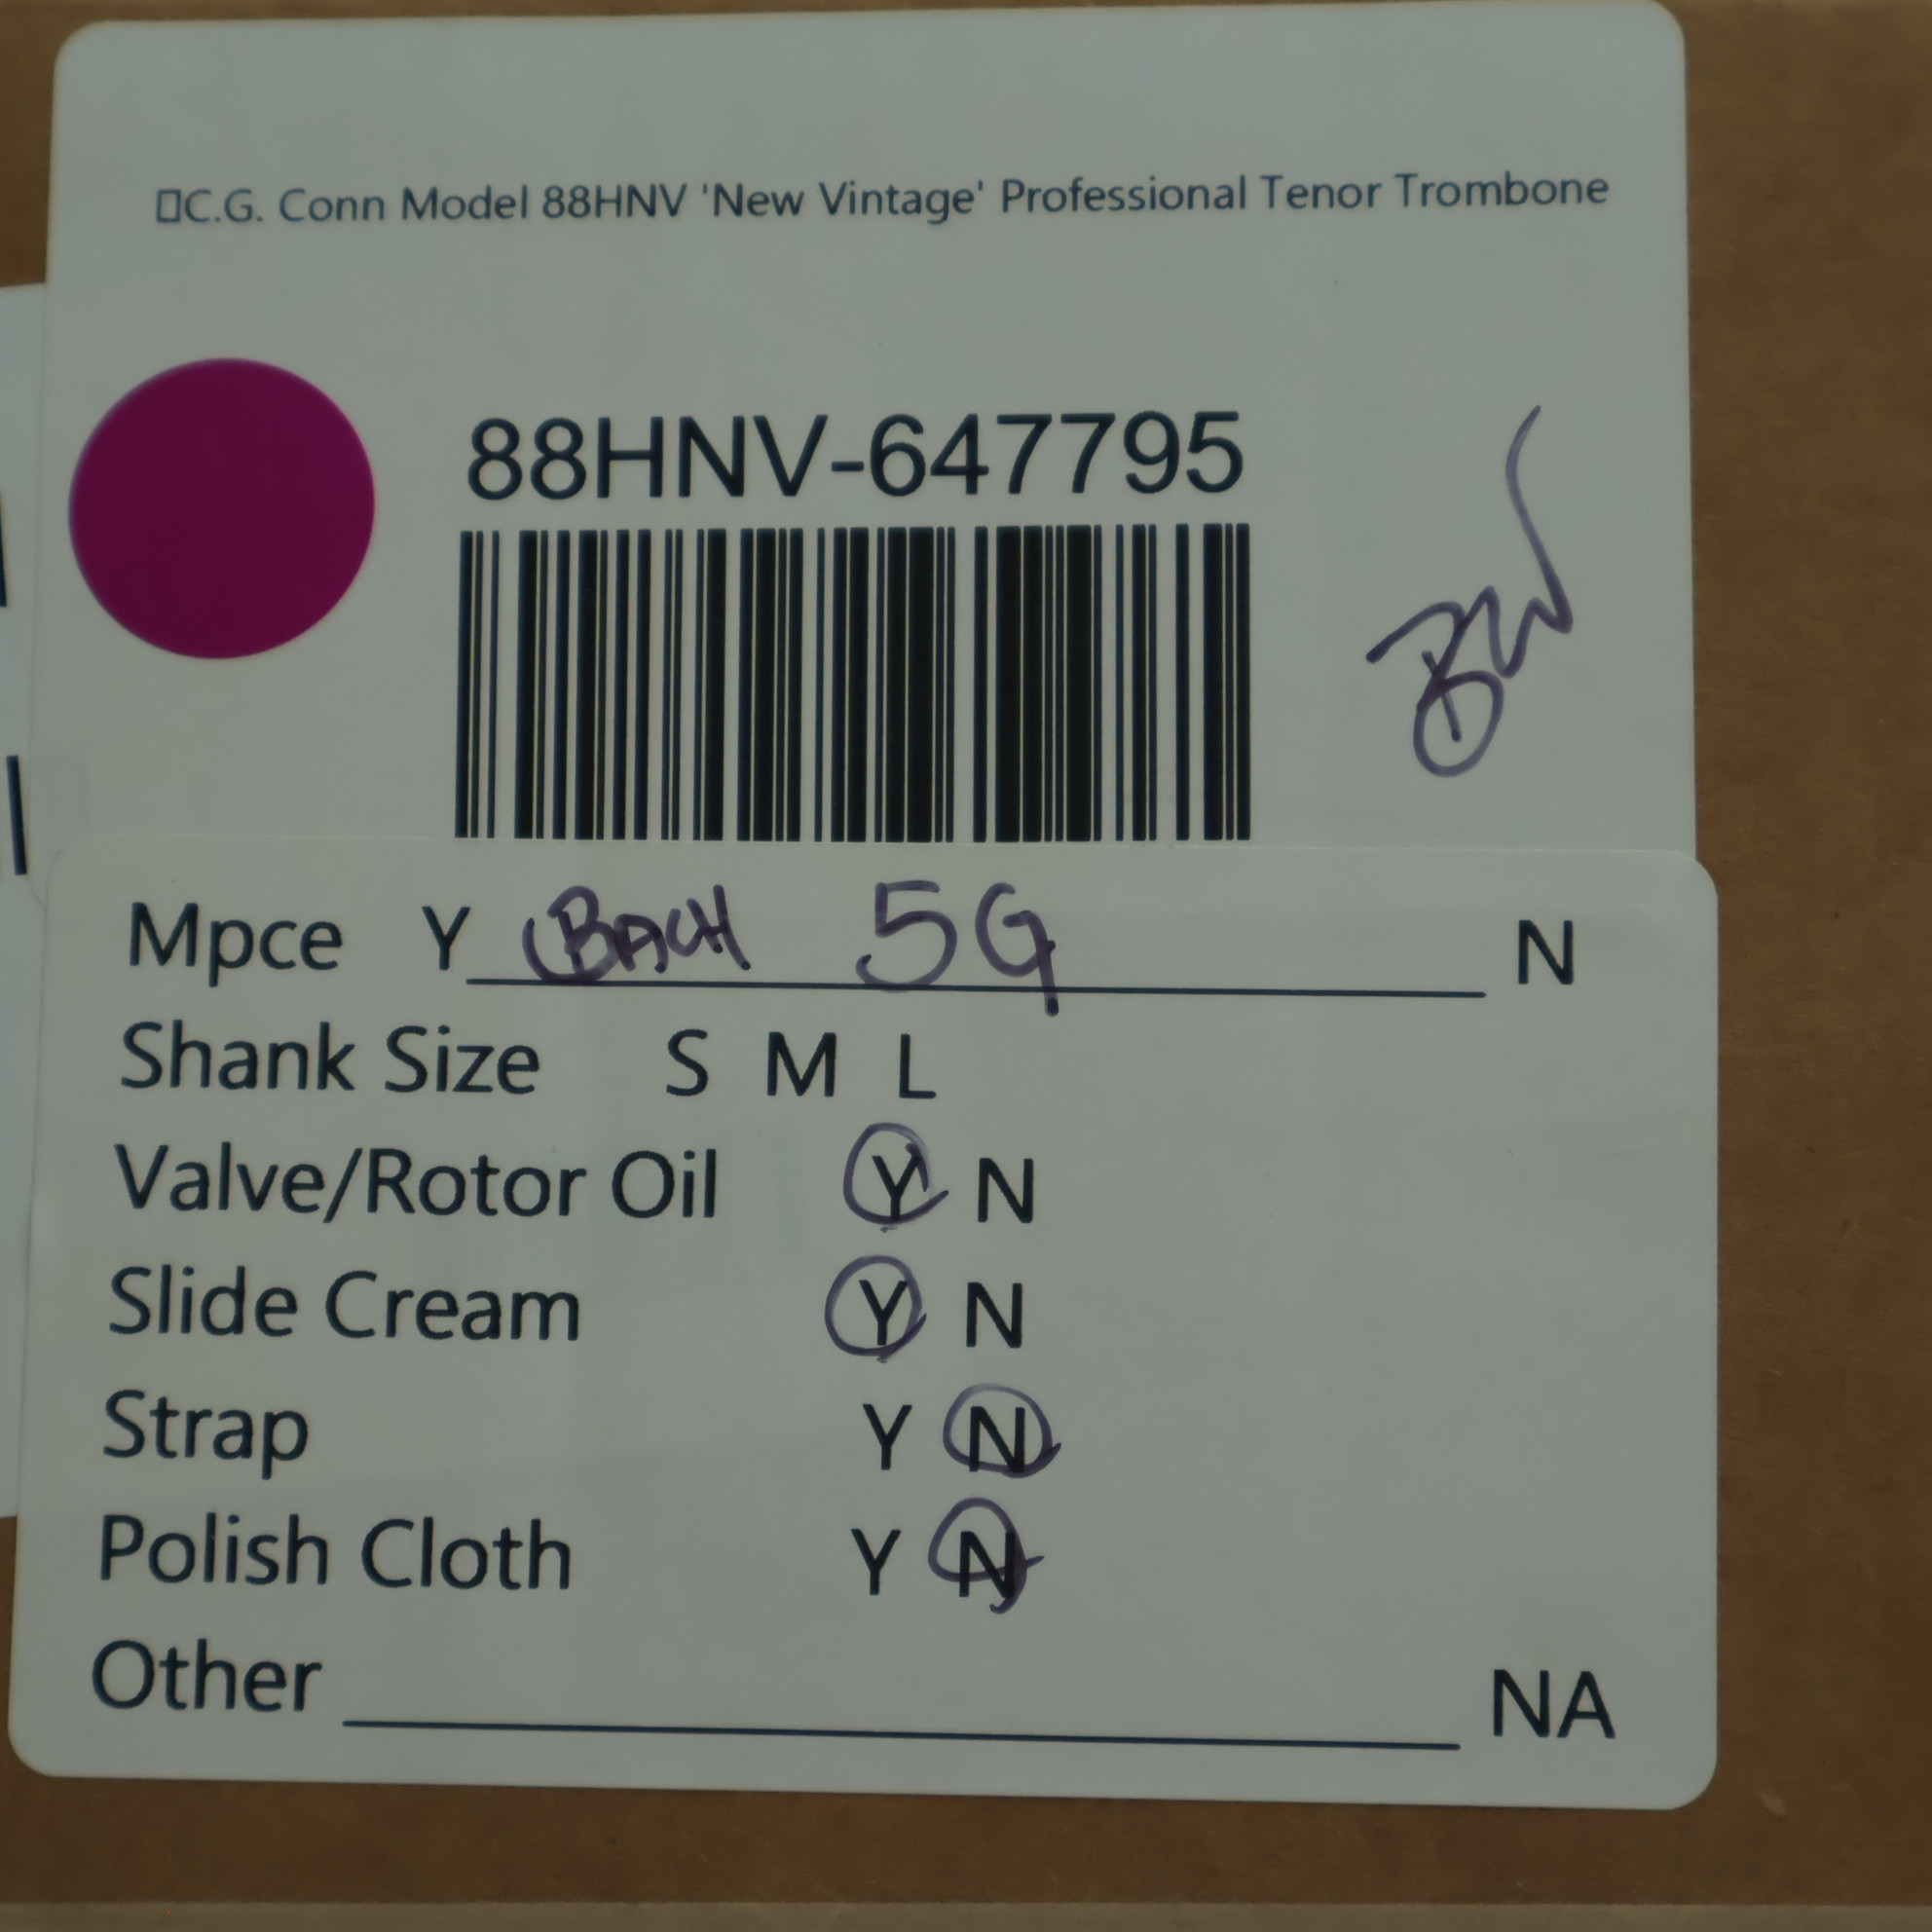 □C.G. Conn Model 88HNV 'New Vintage' Professional Tenor Trombone
88HNV-647795
Mpce Y BACH 5G N
Shank Size S M L
Valve/Rotor Oil Y N
Slide Cream Y N
Strap Y N
Polish Cloth Y N
Other NA